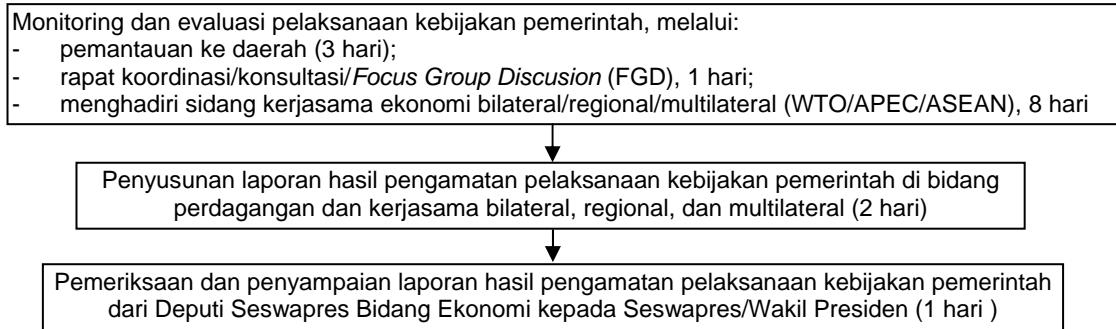 Monitoring dan evaluasi pelaksanaan kebijakan pemerintah, melalui:
- pemantauan ke daerah (3 hari);
- rapat koordinasi/konsultasi/Focus Group Discusion (FGD), 1 hari;
- menghadiri sidang kerjasama ekonomi bilateral/regional/multilateral (WTO/APEC/ASEAN), 8 hari
Penyusunan laporan hasil pengamatan pelaksanaan kebijakan pemerintah di bidang
perdagangan dan kerjasama bilateral, regional, dan multilateral (2 hari)
Pemeriksaan dan penyampaian laporan hasil pengamatan pelaksanaan kebijakan pemerintah
dari Deputi Seswapres Bidang Ekonomi kepada Seswapres/Wakil Presiden (1 hari )